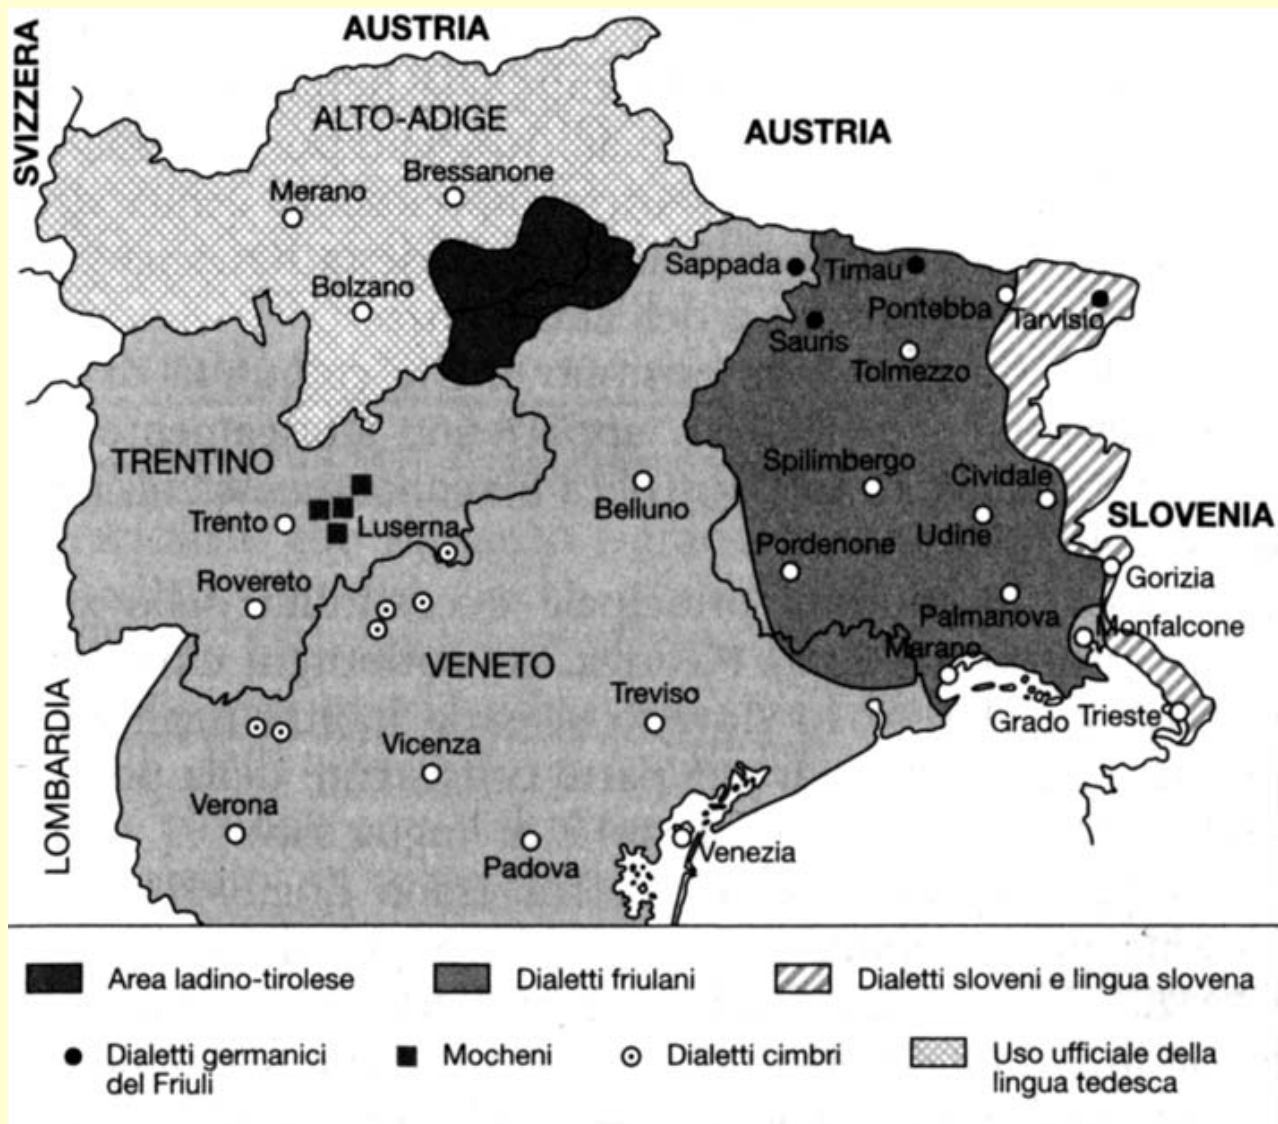 AUSTRIA
SVIZZERA
ALTO-ADIGE
AUSTRIA
Bressanone
Merano
Sappada
Timau
Bolzano
Pontebba
Tarvisio
Sauris
Tolmezzo
TRENTINO
Spilimbergo
Cividale
Belluno
SLOVENIA
Trento
Luserna
Udine
Pordenone
Rovereto
Gorizia
Palmanova
Monfalcone
Marano
VENETO
Treviso
Grado
Trieste
LOMBARDIA
Vicenza
Verona
Venezia
Padova
Area ladino-tirolese
Dialetti friulani
Dialetti sloveni e lingua slovena
Dialetti germanici
del Friuli
Mocheni
Dialetti cimbri
Uso ufficiale della
lingua tedesca